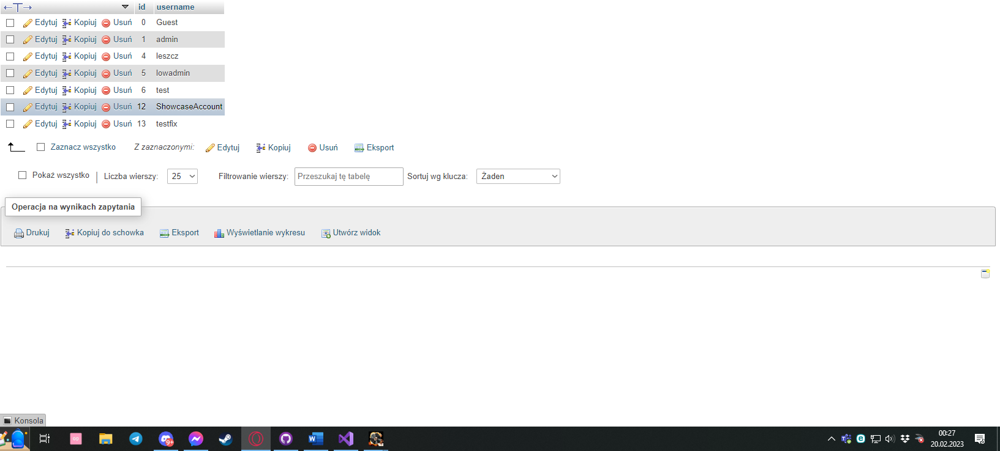 id username
Edytuj Kopiuj Usuń 0 Guest
Edytuj Kopiuj Usuń 1 admin
Edytuj Kopiuj Usuń 4 leszcz
Edytuj Kopiuj Usuń 5 lowadmin
Edytuj Kopiuj Usuń 6 test
Edytuj Kopiuj Usuń 12 ShowcaseAccount
Edytuj Kopiuj Usuń 13 testfix
Zaznacz wszystko Z zaznaczonymi: Edytuj Kopiuj Usuń Eksport
Pokaż wszystko Liczba wierszy: 25 Filtrowanie wierszy: Przeszukaj tę tabelę Sortuj wg klucza: Żaden
Operacja na wynikach zapytania
Drukuj Kopiuj do schowka Eksport Wyświetlanie wykresu Utwórz widok
Konsola
op 9+ W 00:27
20.02.2023